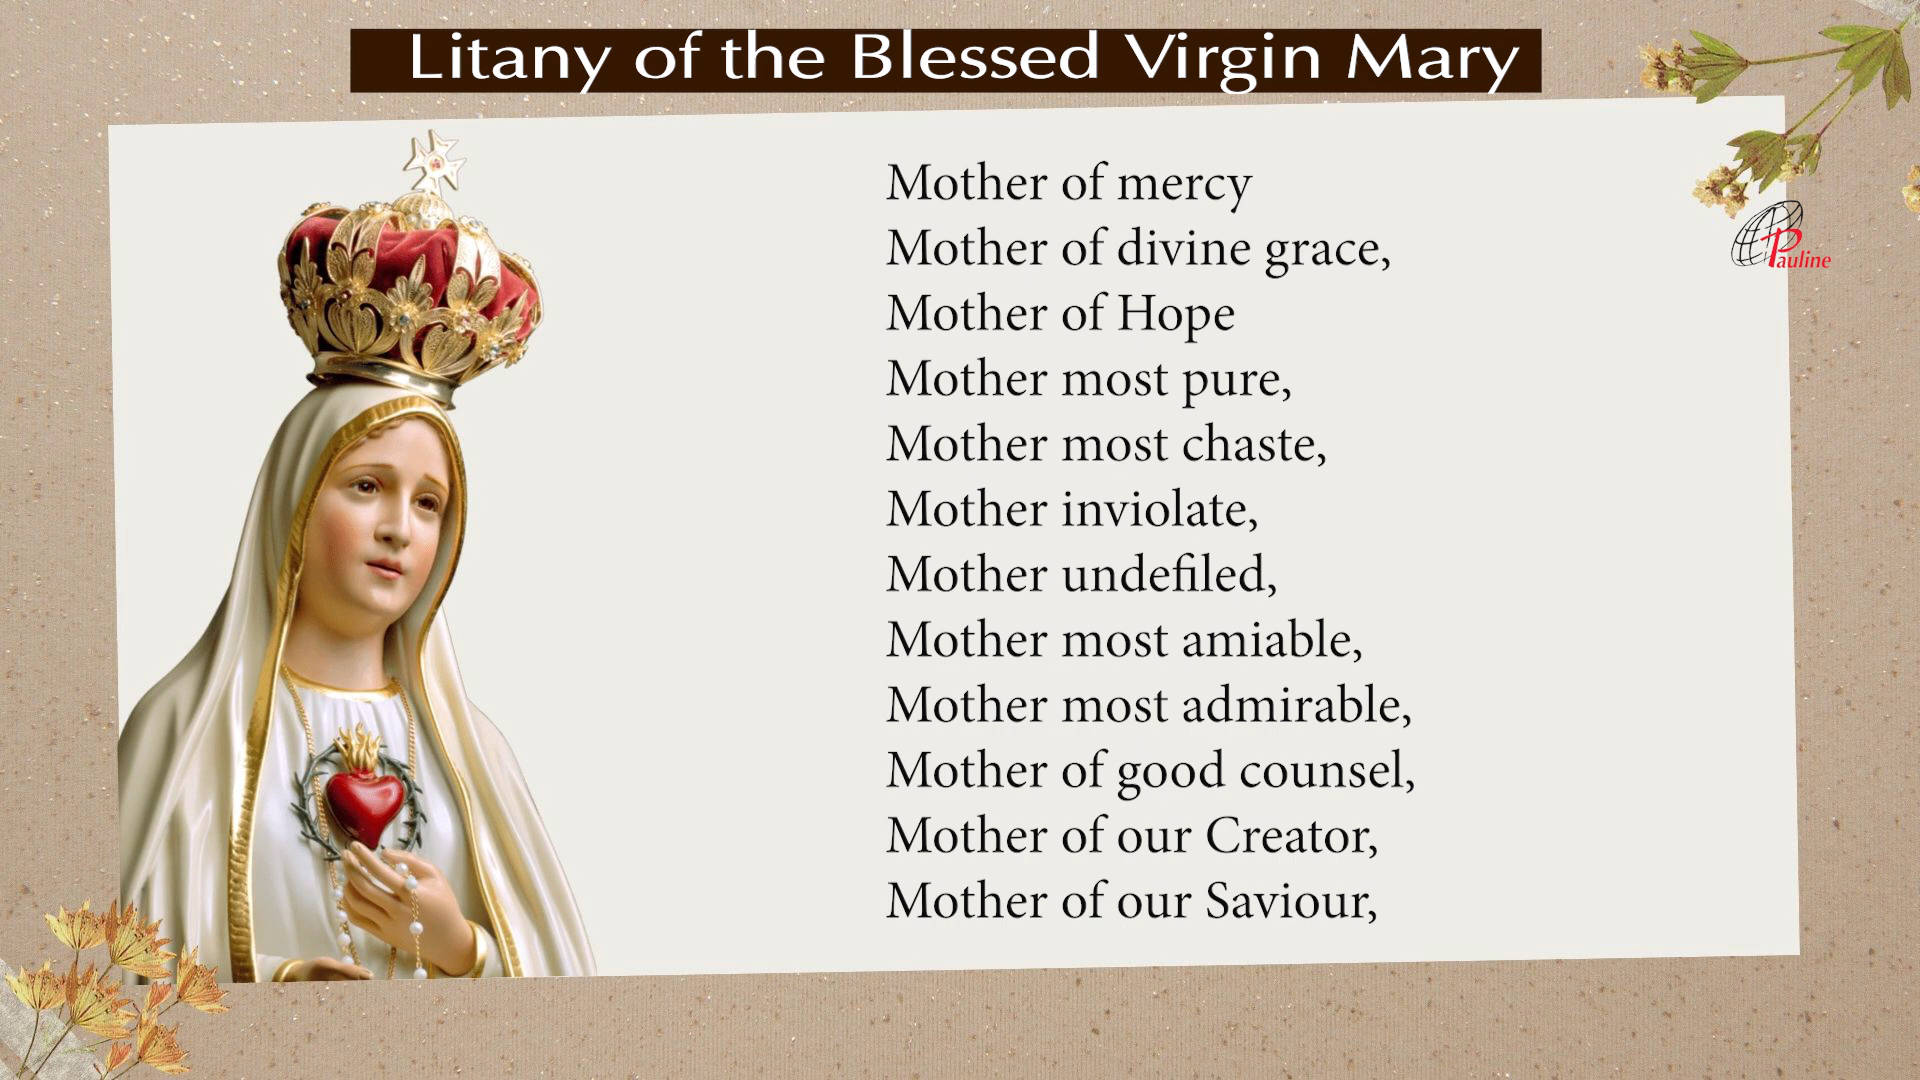 Litany of the Blessed Virgin Mary
Mother of mercy
Mother of divine grace,
Mother of Hope
Mother most pure,
Mother most chaste,
Mother inviolate,
Mother undefiled,
Mother most amiable,
Mother most admirable,
Mother of good counsel,
Mother of our Creator,
Mother of our Saviour,
Pauline